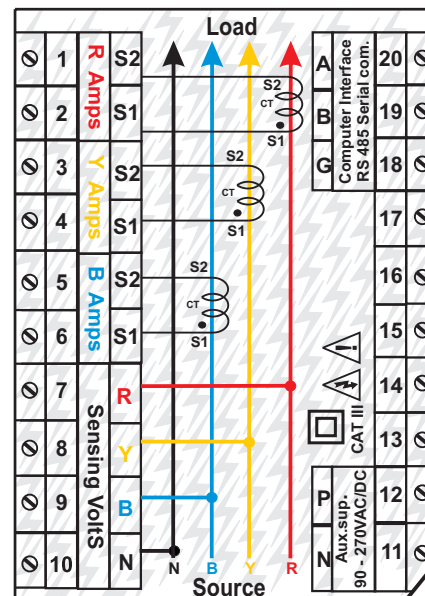 Load
1
2
3
4
5
6
7
8
9
10
R Amps
Y Amps
B Amps
Sensing VoltS
S2
S1
S2
S1
S2
S1
R
Y
B
N
S2
CT
S1
S2
CT
S1
S2
CT
S1
N
B
Y
R
Source
A
B
G
Computer Interface
RS 485 Serial com.
CAT III
P
N
Aux.sup.
90 - 270VAC/DC
20
19
18
17
16
15
14
13
12
11